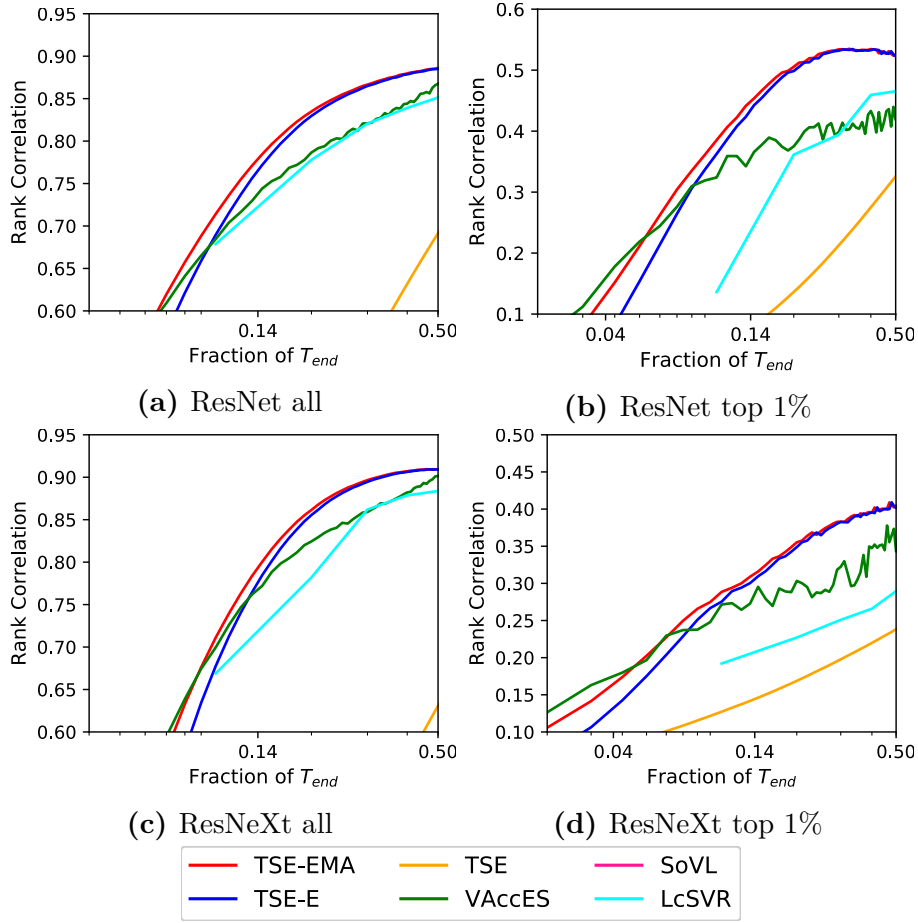 0.95
0.90
0.85
0.80
0.75
0.70
0.65
0.60
Rank Correlation
0.14
0.50
Fraction of T_end
(a) ResNet all
0.6
0.5
0.4
0.3
0.2
0.1
Rank Correlation
0.04
0.14
0.50
Fraction of T_end
(b) ResNet top 1%
0.95
0.90
0.85
0.80
0.75
0.70
0.65
0.60
Rank Correlation
0.14
0.50
Fraction of T_end
(c) ResNeXt all
0.50
0.45
0.40
0.35
0.30
0.25
0.20
0.15
0.10
Rank Correlation
0.04
0.14
0.50
Fraction of T_end
(d) ResNeXt top 1%
TSE-EMA
TSE
SoVL
TSE-E
VAccES
LcSVR